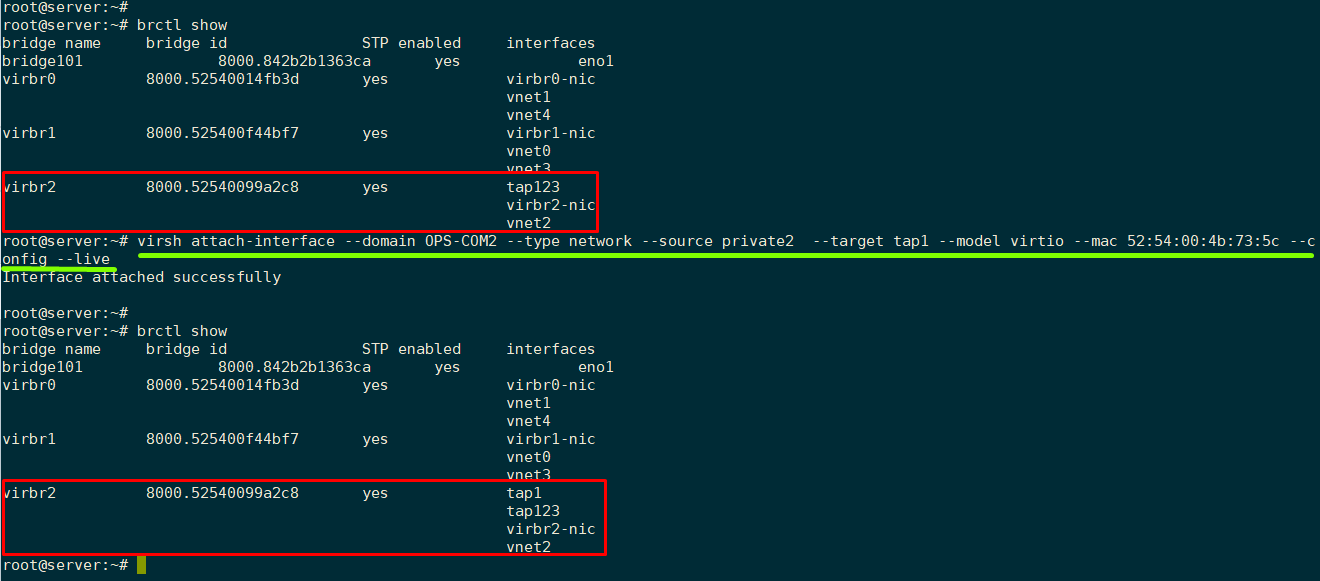 root@server:~#
root@server:~# brctl show
bridge name     bridge id               STP enabled     interfaces
bridge101               8000.842b2b1363ca       yes             eno1
virbr0          8000.52540014fb3d       yes             virbr0-nic
                                                        vnet1
                                                        vnet4
virbr1          8000.525400f44bf7       yes             virbr1-nic
                                                        vnet0
                                                        vnet3
virbr2          8000.52540099a2c8       yes             tap123
                                                        virbr2-nic
                                                        vnet2
root@server:~# virsh attach-interface --domain OPS-COM2 --type network --source private2  --target tap1 --model virtio --mac 52:54:00:4b:73:5c --c
onfig --live
Interface attached successfully

root@server:~#
root@server:~# brctl show
bridge name     bridge id               STP enabled     interfaces
bridge101               8000.842b2b1363ca       yes             eno1
virbr0          8000.52540014fb3d       yes             virbr0-nic
                                                        vnet1
                                                        vnet4
virbr1          8000.525400f44bf7       yes             virbr1-nic
                                                        vnet0
                                                        vnet3
virbr2          8000.52540099a2c8       yes             tap1
                                                        tap123
                                                        virbr2-nic
                                                        vnet2
root@server:~#